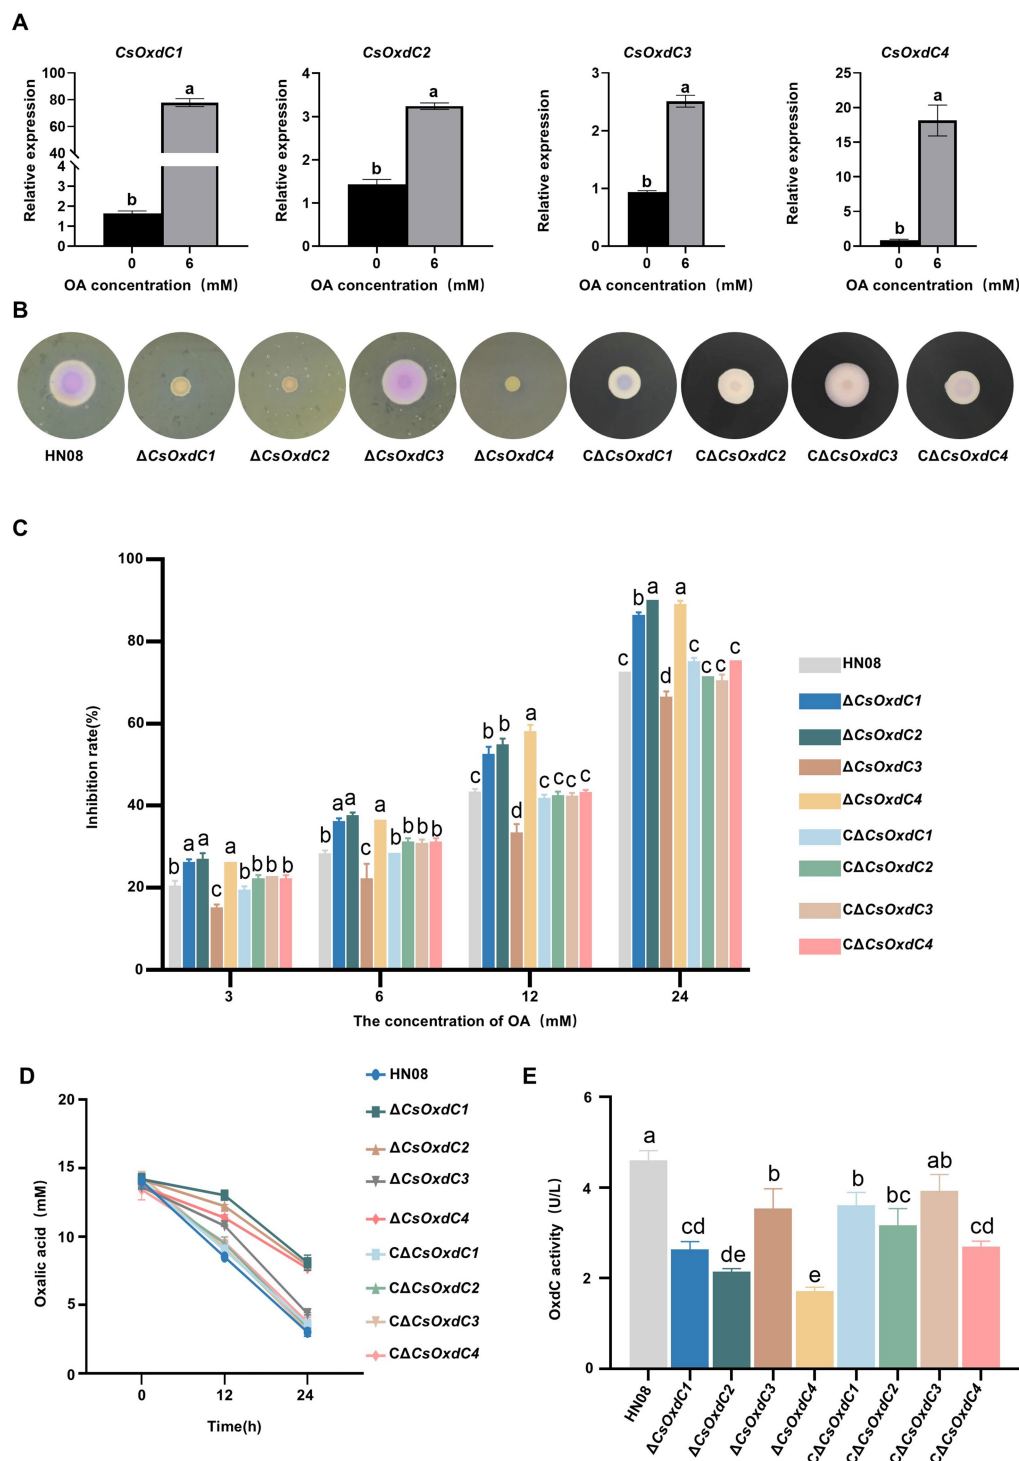 A
CsOxdC1
CsOxdC2
CsOxdC3
CsOxdC4
Relative expression
100
80
60
40
4
3
2
1
0
b
a
0 6
OA concentration (mM)
Relative expression
4
3
2
1
0
b
a
0 6
OA concentration (mM)
Relative expression
3
2
1
0
b
a
0 6
OA concentration (mM)
Relative expression
25
20
15
10
5
0
b
a
0 6
OA concentration (mM)
B
HN08 ΔCsOxdC1 ΔCsOxdC2 ΔCsOxdC3 ΔCsOxdC4 CΔCsOxdC1 CΔCsOxdC2 CΔCsOxdC3 CΔCsOxdC4
C
Inhibition rate(%)
100
80
60
40
20
0
b a a c a b b b b
b a a c a b b b b
c b b d a c c c c
c b a d a c c c c
3 6 12 24
The concentration of OA (mM)
HN08
ΔCsOxdC1
ΔCsOxdC2
ΔCsOxdC3
ΔCsOxdC4
CΔCsOxdC1
CΔCsOxdC2
CΔCsOxdC3
CΔCsOxdC4
D
Oxalic acid (mM)
20
15
10
5
0
0 12 24
Time(h)
HN08
ΔCsOxdC1
ΔCsOxdC2
ΔCsOxdC3
ΔCsOxdC4
CΔCsOxdC1
CΔCsOxdC2
CΔCsOxdC3
CΔCsOxdC4
E
OxdC activity (U/L)
6
4
2
0
a cd de b e b bc ab cd
HN08 ΔCsOxdC1 ΔCsOxdC2 ΔCsOxdC3 ΔCsOxdC4 CΔCsOxdC1 CΔCsOxdC2 CΔCsOxdC3 CΔCsOxdC4